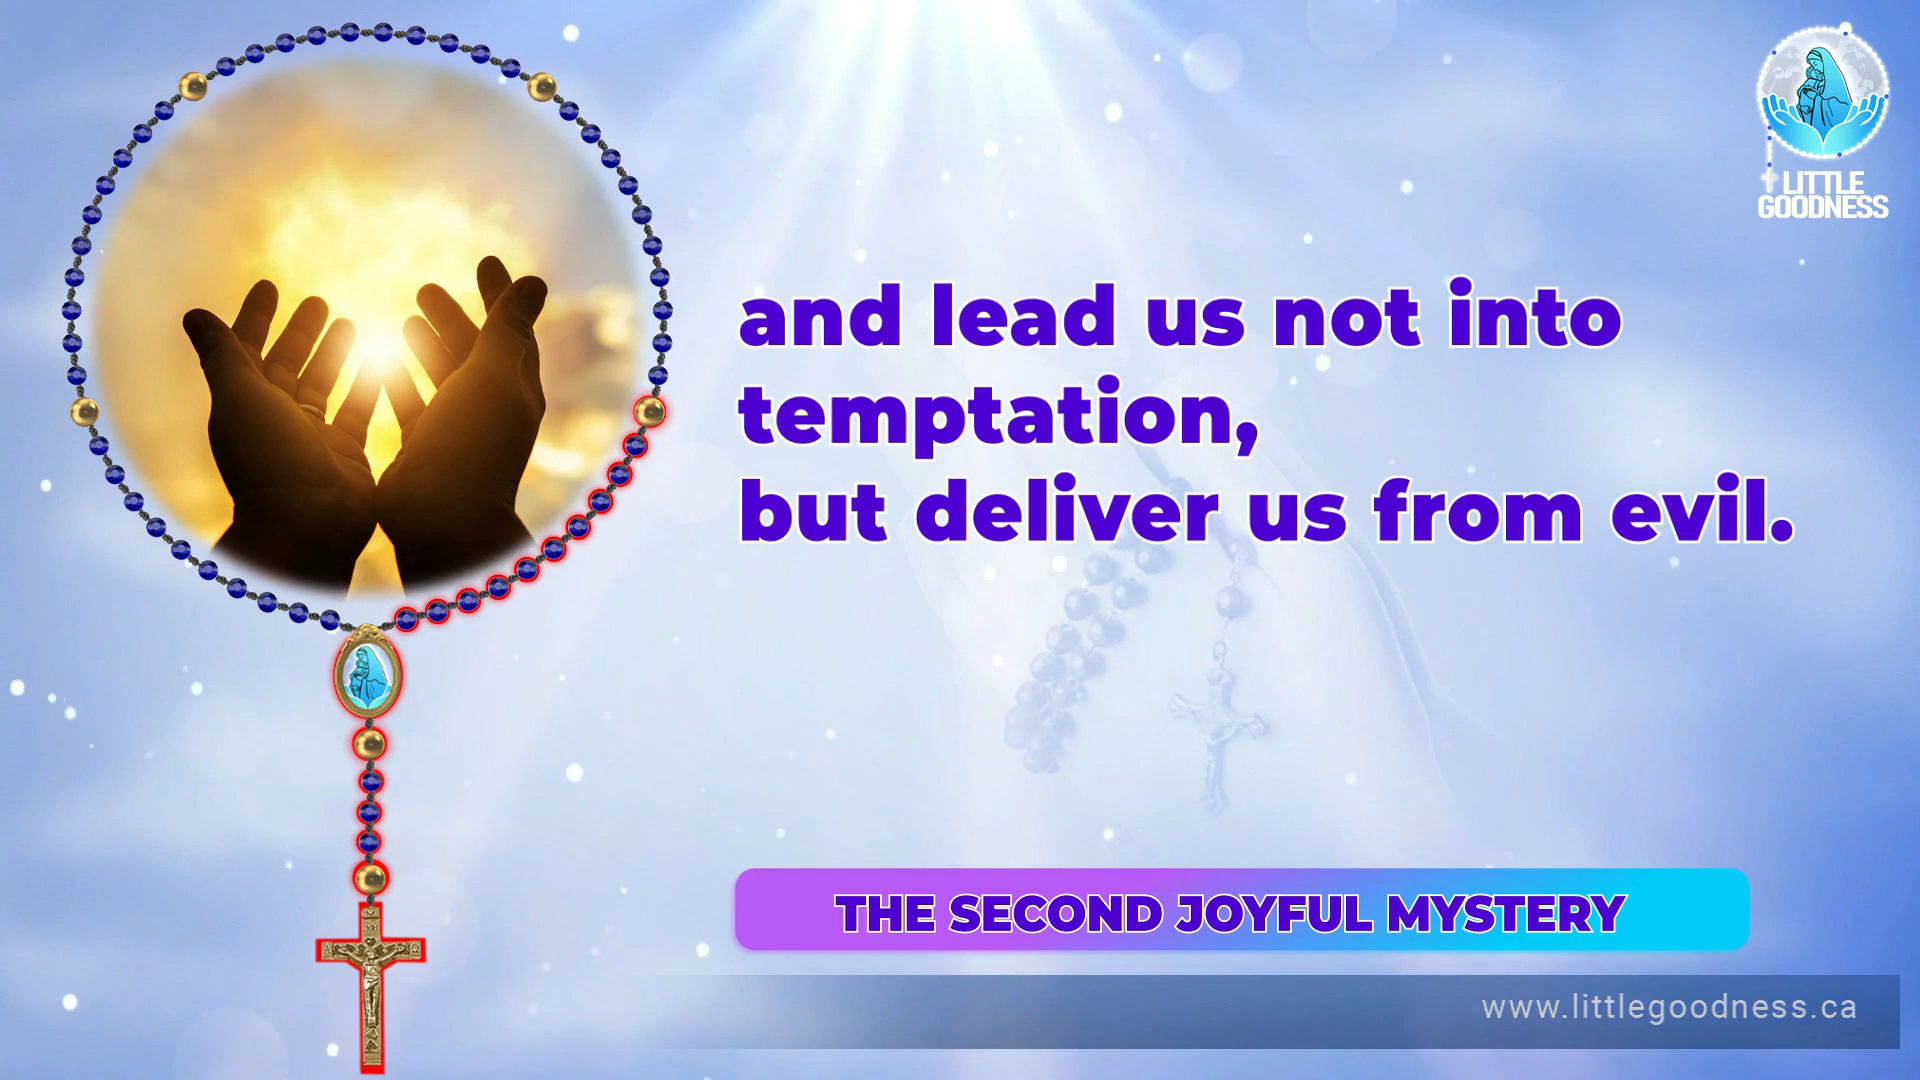 LITTLE
GOODNESS
and lead us not into
temptation,
but deliver us from evil.
THE SECOND JOYFUL MYSTERY
www.littlegoodness.ca